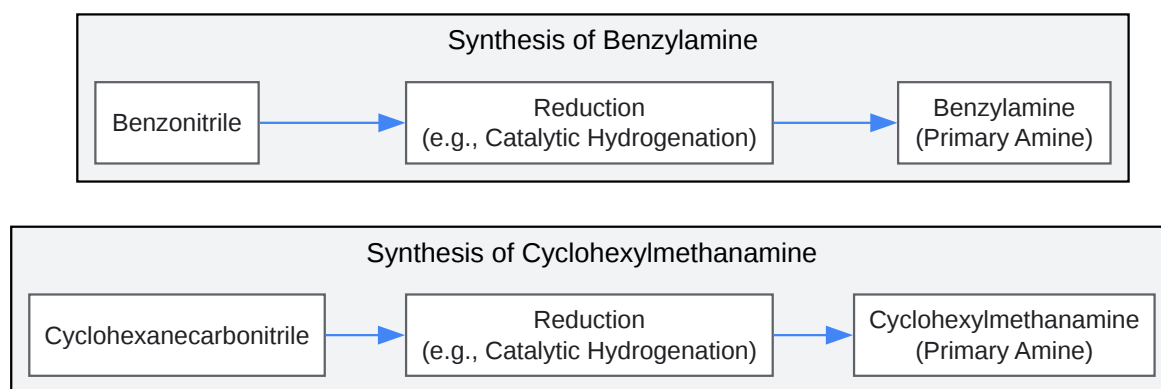 Synthesis of Benzylamine
Benzonitrile
Reduction
(e.g., Catalytic Hydrogenation)
Benzylamine
(Primary Amine)
Synthesis of Cyclohexylmethanamine
Cyclohexanecarbonitrile
Reduction
(e.g., Catalytic Hydrogenation)
Cyclohexylmethanamine
(Primary Amine)